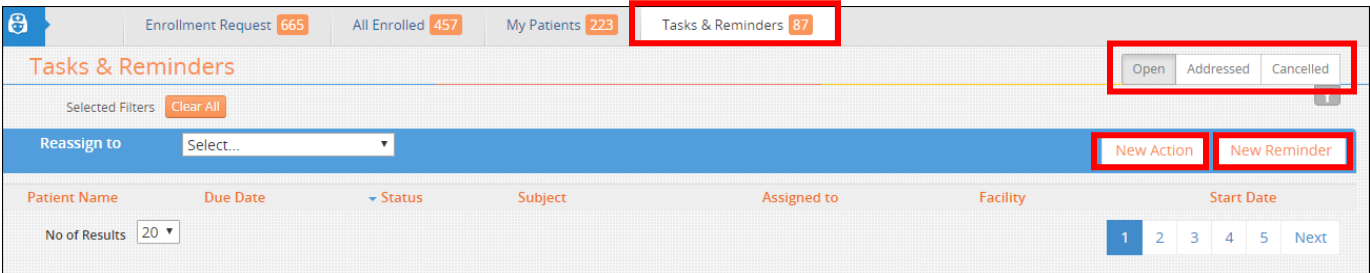 Enrollment Request 665 All Enrolled 457 My Patients 223 Tasks & Reminders 87
Tasks & Reminders
Open Addressed Cancelled
Selected Filters Clear All
Reassign to Select... New Action New Reminder
Patient Name Due Date Status Subject Assigned to Facility Start Date
No of Results 20 1 2 3 4 5 Next